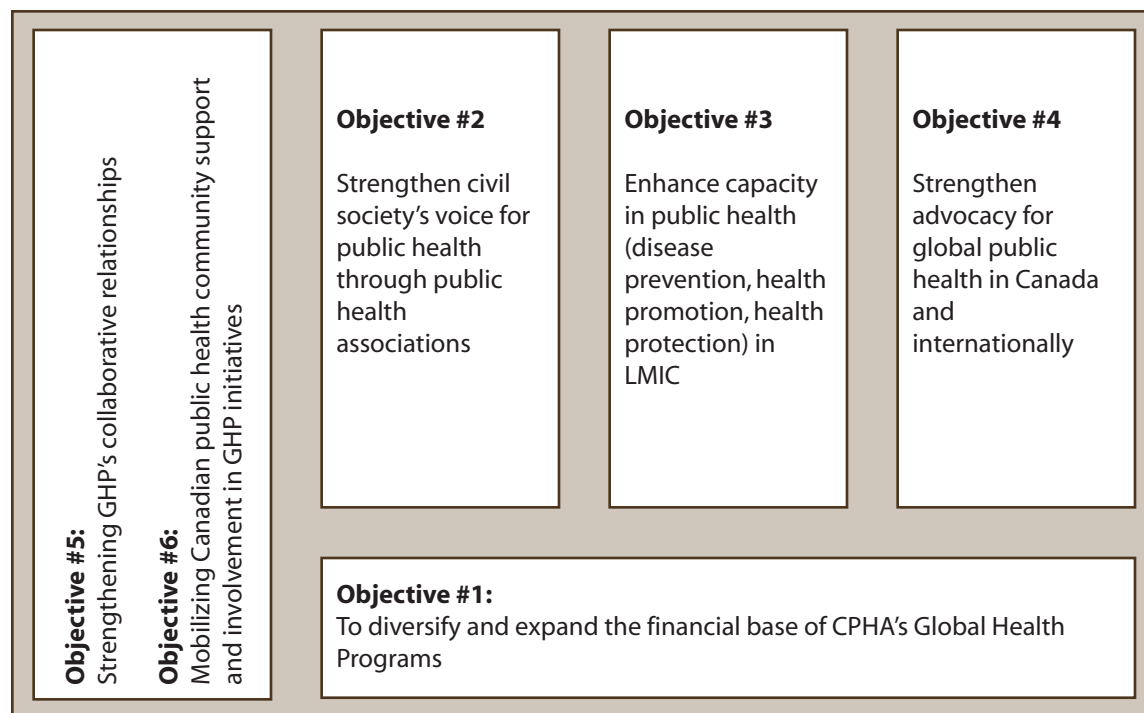 Objective #5:
Strengthening GHP's collaborative relationships
Objective #6:
Mobilizing Canadian public health community support
and involvement in GHP initiatives
Objective #2
Strengthen civil
society's voice for
public health
through public
health
associations
Objective #3
Enhance capacity
in public health
(disease
prevention, health
promotion, health
protection) in
LMIC
Objective #4
Strengthen
advocacy for
global public
health in Canada
and
internationally
Objective #1:
To diversify and expand the financial base of CPHA's Global Health
Programs